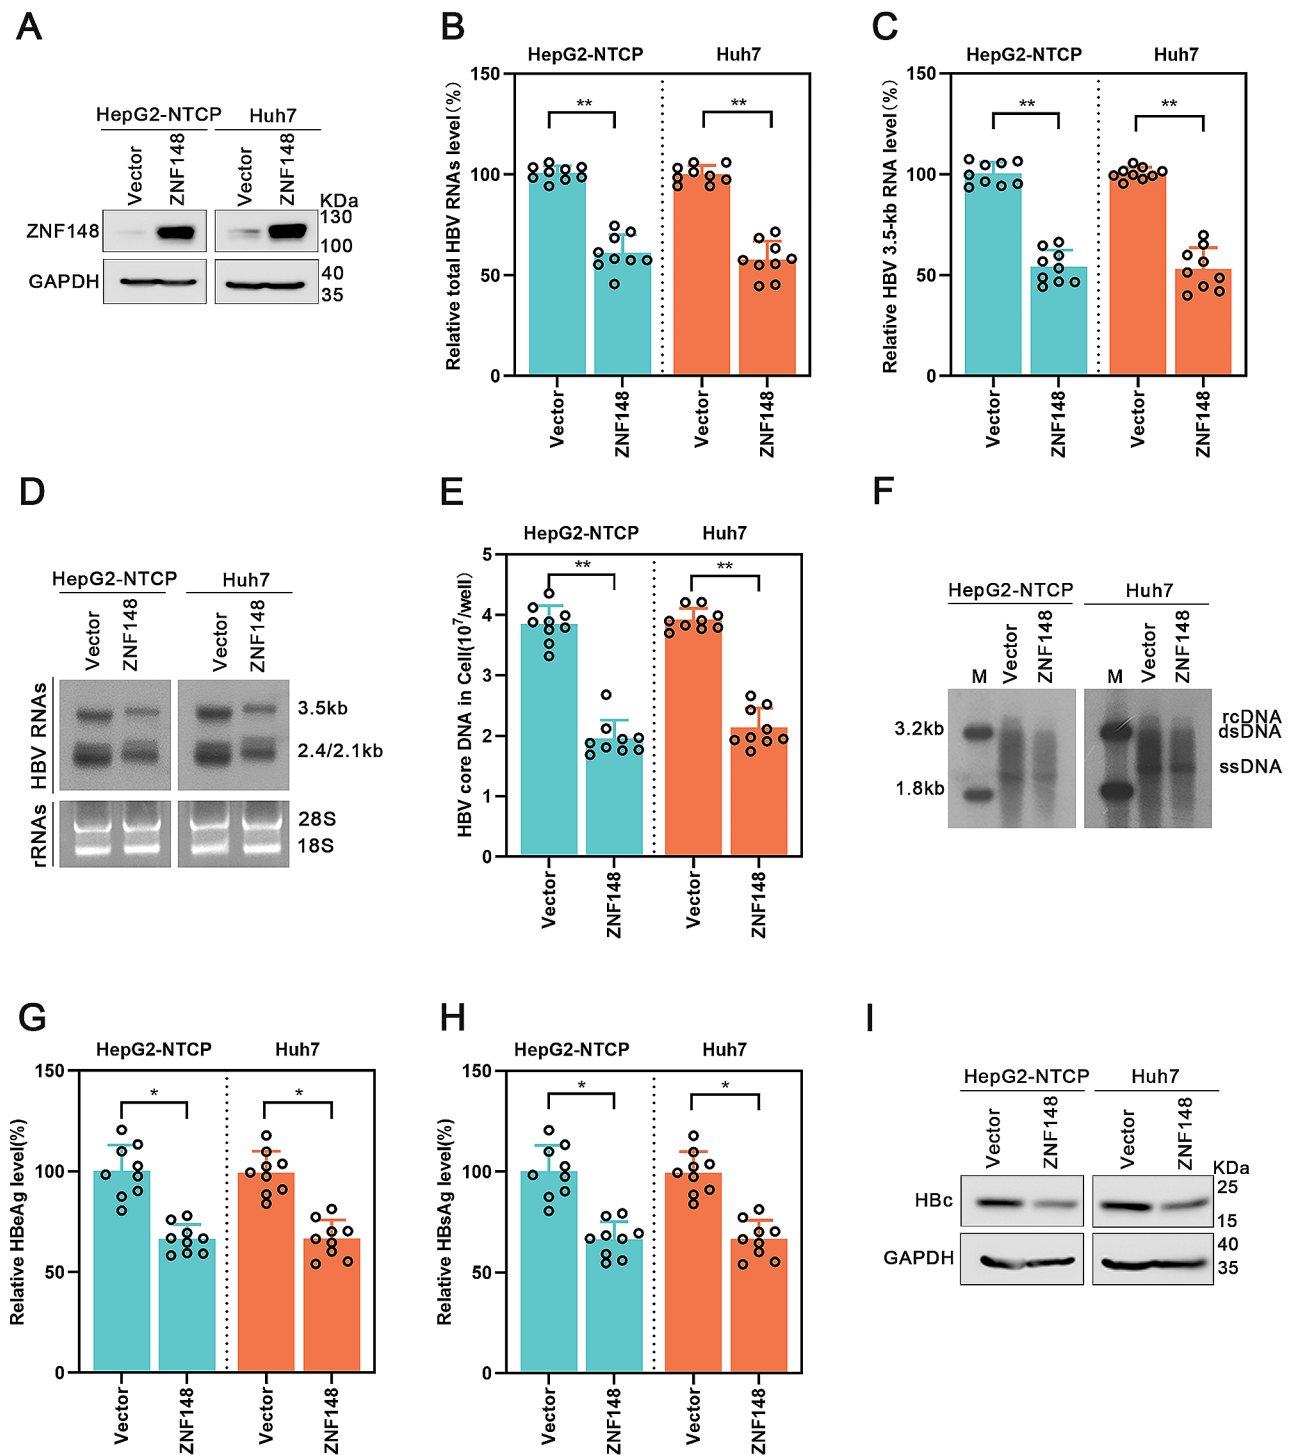 A
HepG2-NTCP Huh7
Vector ZNF148 Vector ZNF148
KDa
ZNF148 130
100
GAPDH 40
35
B
HepG2-NTCP Huh7
Relative total HBV RNAs level(%)
150
100
50
0
** **
Vector ZNF148 Vector ZNF148
C
HepG2-NTCP Huh7
Relative HBV 3.5-kb RNA level(%)
150
100
50
0
** **
Vector ZNF148 Vector ZNF148
D
HepG2-NTCP Huh7
Vector ZNF148 Vector ZNF148
HBV RNAs
3.5kb
2.4/2.1kb
rRNAs
28S
18S
E
HepG2-NTCP Huh7
HBV core DNA in Cell(10⁷/well)
5
4
3
2
1
0
** **
Vector ZNF148 Vector ZNF148
F
HepG2-NTCP Huh7
M Vector ZNF148 M Vector ZNF148
3.2kb
1.8kb
rcDNA
dsDNA
ssDNA
G
HepG2-NTCP Huh7
Relative HBeAg level(%)
150
100
50
0
* *
Vector ZNF148 Vector ZNF148
H
HepG2-NTCP Huh7
Relative HBsAg level(%)
150
100
50
0
* *
Vector ZNF148 Vector ZNF148
I
HepG2-NTCP Huh7
Vector ZNF148 Vector ZNF148
KDa
HBc 25
15
GAPDH 40
35